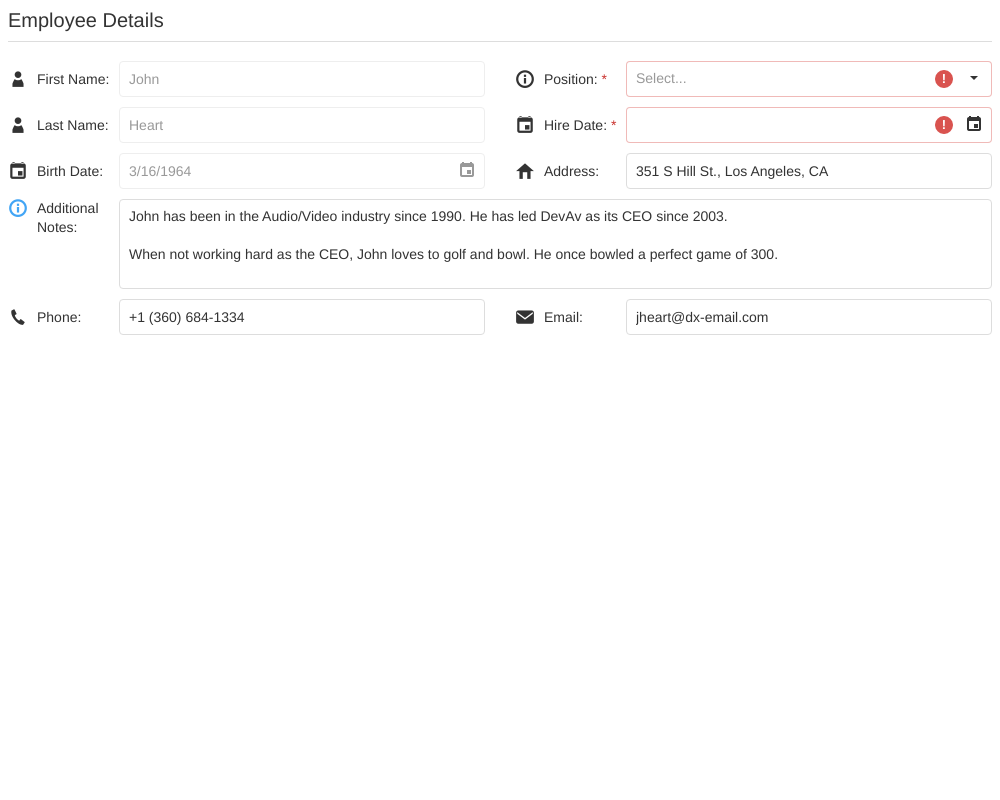 Employee Details
First Name: John
Position: * Select... !
Last Name: Heart
Hire Date: * !
Birth Date: 3/16/1964
Address: 351 S Hill St., Los Angeles, CA
Additional
Notes:
John has been in the Audio/Video industry since 1990. He has led DevAv as its CEO since 2003.
When not working hard as the CEO, John loves to golf and bowl. He once bowled a perfect game of 300.
Phone: +1 (360) 684-1334
Email: jheart@dx-email.com